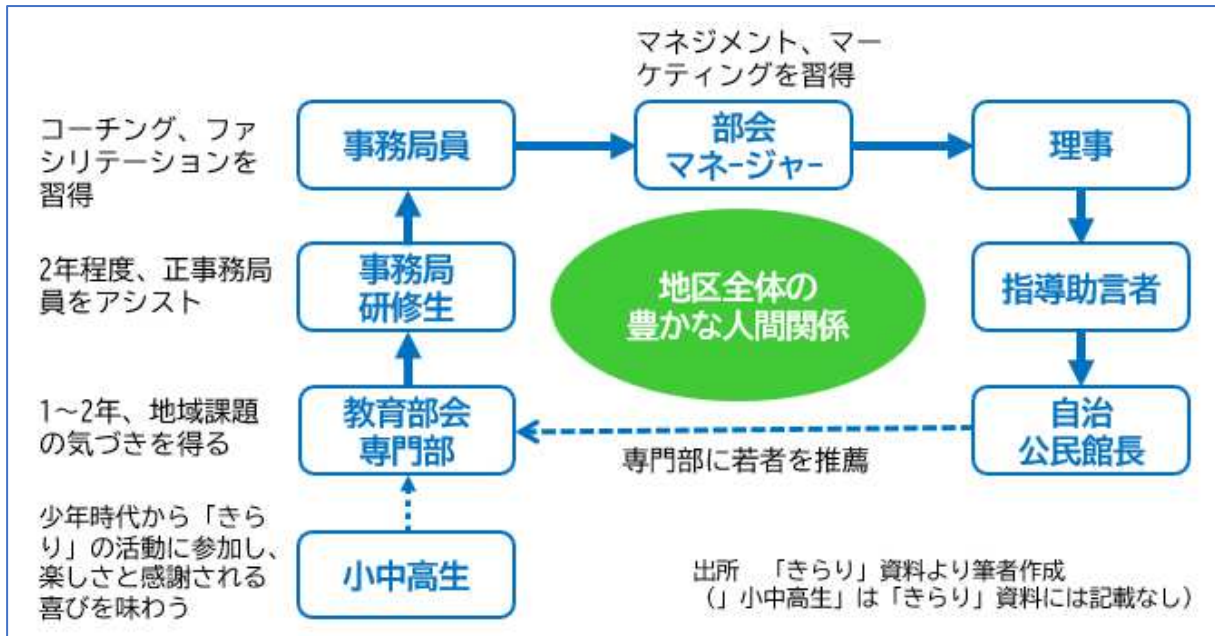 マネジメント、マー
ケティングを習得
コーチング、ファ
シリテーションを
習得
事務局員
部会
マネージャー
理事
2年程度、正事務局
員をアシスト
事務局
研修生
地区全体の
豊かな人間関係
指導助言者
1～2年、地域課題
の気づきを得る
教育部会
専門部
専門部に若者を推薦
自治
公民館長
少年時代から「きら
り」の活動に参加し、
楽しさと感謝される
喜びを味わう
小中高生
出所　「きらり」資料より筆者作成
（」小中高生」は「きらり」資料には記載なし）